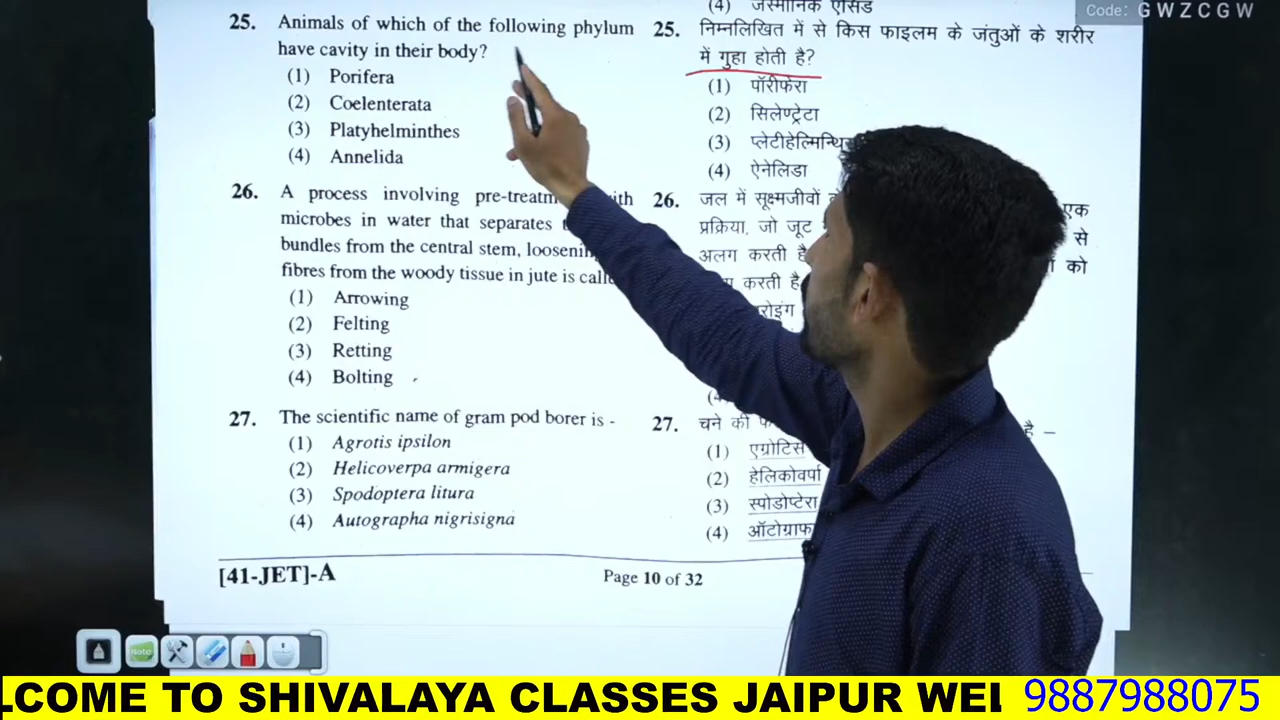 (4) जस्मोनिक एसिड
Code: G W Z C G W
25. Animals of which of the following phylum
have cavity in their body?
(1) Porifera
(2) Coelenterata
(3) Platyhelminthes
(4) Annelida
26. A process involving pre-treatm ith
microbes in water that separates
bundles from the central stem, loosenin
fibres from the woody tissue in jute is call
(1) Arrowing
(2) Felting
(3) Retting
(4) Bolting
27. The scientific name of gram pod borer is -
(1) Agrotis ipsilon
(2) Helicoverpa armigera
(3) Spodoptera litura
(4) Autographa nigrisigna
25. निम्नलिखित में से किस फाइलम के जंतुओं के शरीर
में गुहा होती है?
(1) पॉरीफेरा
(2) सिलेण्ट्रेटा
(3) प्लेटीहेल्मिन्थि
(4) ऐनेलिडा
26. जल में सूक्ष्मजीवों एक
प्रक्रिया, जो जूट से
अलग करती है को
करती है
रोइंग
(4)
27. चने की है –
(1) एग्रोटिस
(2) हेलिकोवर्पा
(3) स्पोडोप्टेरा
(4) ऑटोग्राफ
[41-JET]-A
Page 10 of 32
Note
LCOME TO SHIVALAYA CLASSES JAIPUR WEL 9887988075